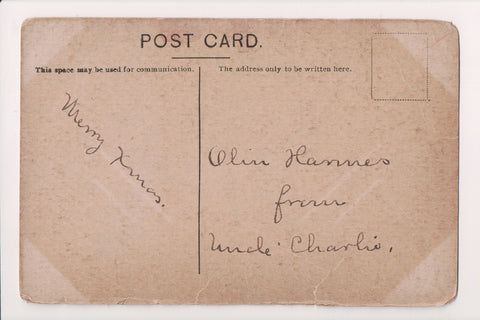 POST CARD.
This space may be used for communication.
The address only to be written here.
Merry Xmas.
Olin Harmes
from
Uncle Charlie.